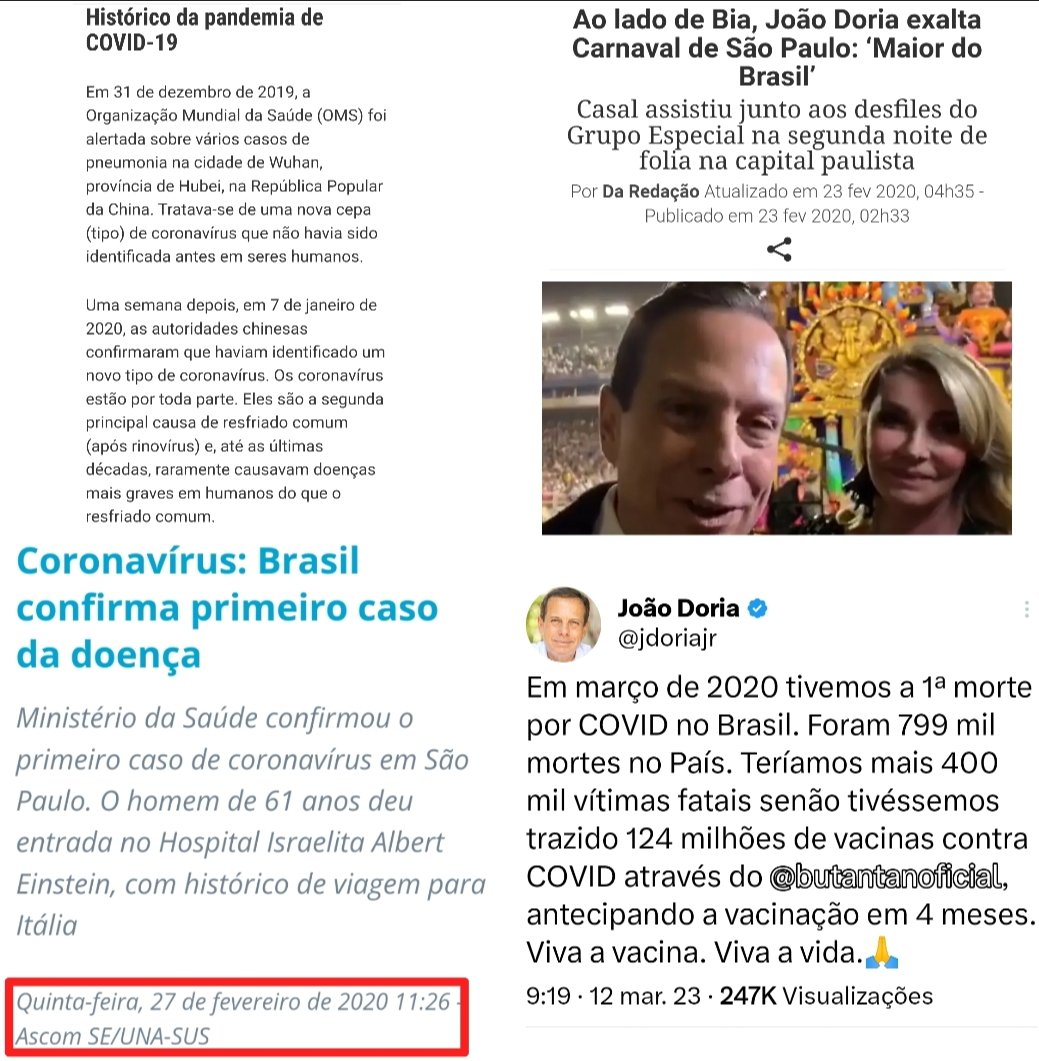 Histórico da pandemia de
COVID-19
Em 31 de dezembro de 2019, a
Organização Mundial da Saúde (OMS) foi
alertada sobre vários casos de
pneumonia na cidade de Wuhan,
província de Hubei, na República Popular
da China. Tratava-se de uma nova cepa
(tipo) de coronavírus que não havia sido
identificada antes em seres humanos.
Uma semana depois, em 7 de janeiro de
2020, as autoridades chinesas
confirmaram que haviam identificado um
novo tipo de coronavírus. Os coronavírus
estão por toda parte. Eles são a segunda
principal causa de resfriado comum
(após rinovírus) e, até as últimas
décadas, raramente causavam doenças
mais graves em humanos do que o
resfriado comum.
Coronavírus: Brasil
confirma primeiro caso
da doença
Ministério da Saúde confirmou o
primeiro caso de coronavírus em São
Paulo. O homem de 61 anos deu
entrada no Hospital Israelita Albert
Einstein, com histórico de viagem para
Itália
Quinta-feira, 27 de fevereiro de 2020 11:26 -
Ascom SE/UNA-SUS
Ao lado de Bia, João Doria exalta
Carnaval de São Paulo: ‘Maior do
Brasil’
Casal assistiu junto aos desfiles do
Grupo Especial na segunda noite de
folia na capital paulista
Por Da Redação Atualizado em 23 fev 2020, 04h35 -
Publicado em 23 fev 2020, 02h33
João Doria
@jdoriajr
Em março de 2020 tivemos a 1ª morte
por COVID no Brasil. Foram 799 mil
mortes no País. Teríamos mais 400
mil vítimas fatais senão tivéssemos
trazido 124 milhões de vacinas contra
COVID através do @butantanoficial,
antecipando a vacinação em 4 meses.
Viva a vacina. Viva a vida.🙏
9:19 · 12 mar. 23 · 247K Visualizações